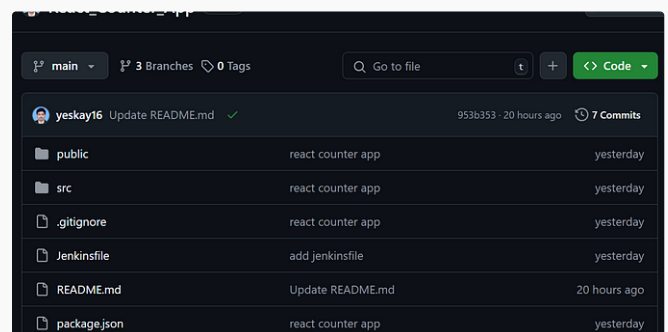 React_Counter_App
main 3 Branches 0 Tags Go to file t + <> Code
yeskay16 Update README.md 953b353 · 20 hours ago 7 Commits
public react counter app yesterday
src react counter app yesterday
.gitignore react counter app yesterday
Jenkinsfile add jenkinsfile yesterday
README.md Update README.md 20 hours ago
package.json react counter app yesterday